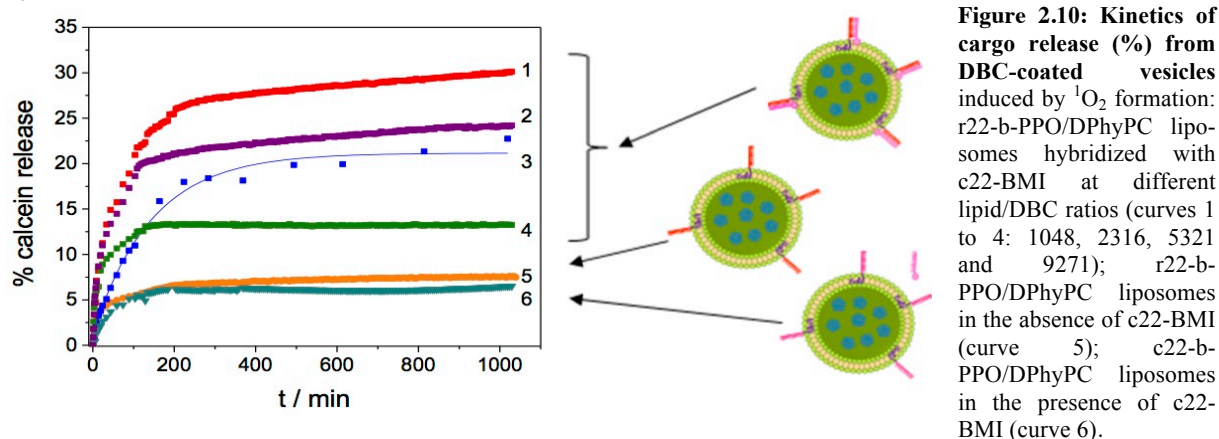 35
30
25
20
15
10
5
0
% calcein release
0
200
400
600
800
1000
t / min
1
2
3
4
5
6
Figure 2.10: Kinetics of
cargo release (%) from
DBC-coated vesicles
induced by ¹O₂ formation:
r22-b-PPO/DPhyPC lipo-
somes hybridized with
c22-BMI at different
lipid/DBC ratios (curves 1
to 4: 1048, 2316, 5321
and 9271); r22-b-
PPO/DPhyPC liposomes
in the absence of c22-BMI
(curve 5); c22-b-
PPO/DPhyPC liposomes
in the presence of c22-
BMI (curve 6).